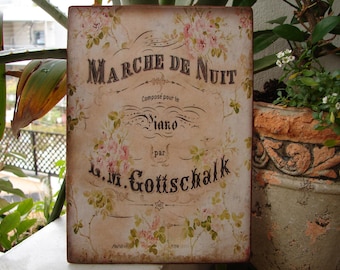 MARCHE DE NUIT
Composée pour le
Piano
par
L.M. Gottschalk